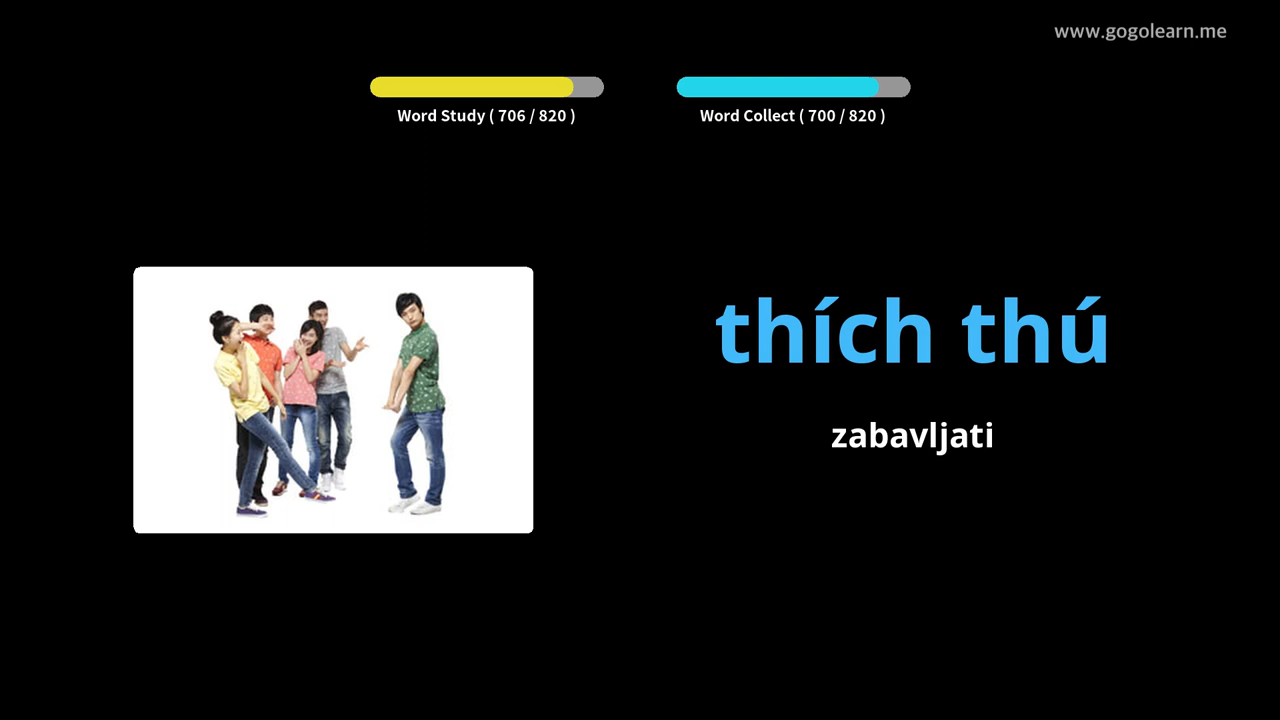 www.gogolearn.me
Word Study ( 706 / 820 )
Word Collect ( 700 / 820 )
thích thú
zabavljati